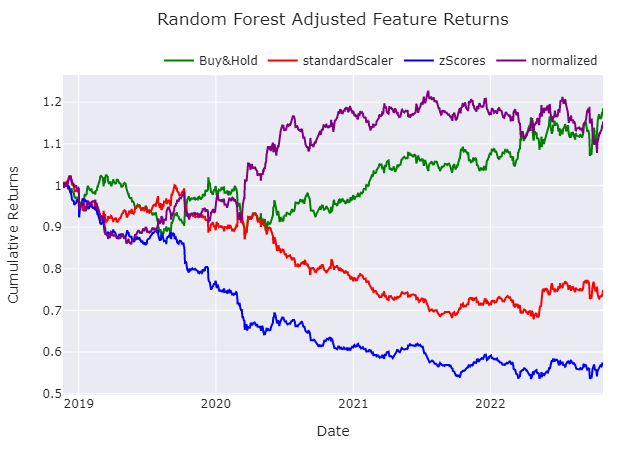 Random Forest Adjusted Feature Returns
Buy&Hold standardScaler zScores normalized
Cumulative Returns
1.2
1.1
1
0.9
0.8
0.7
0.6
0.5
2019 2020 2021 2022
Date